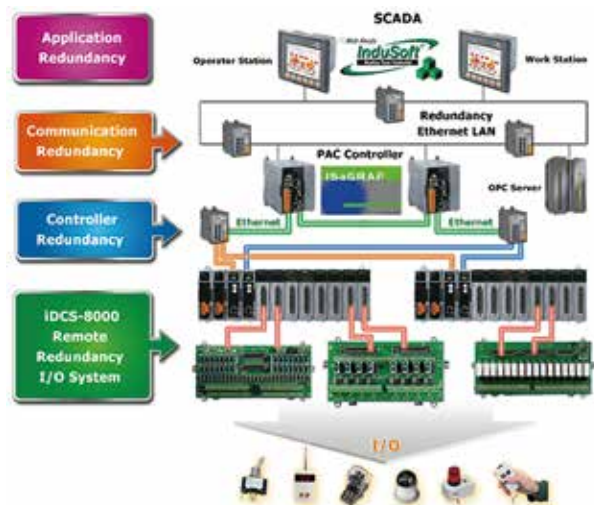 SCADA
Application
Redundancy
InduSoft
Operator Station
Work Station
Communication
Redundancy
Redundancy
Ethernet LAN
PAC Controller
ISaGRAF
OPC Server
Controller
Redundancy
Ethernet
Ethernet
iDCS-8000
Remote
Redundancy
I/O System
I/O